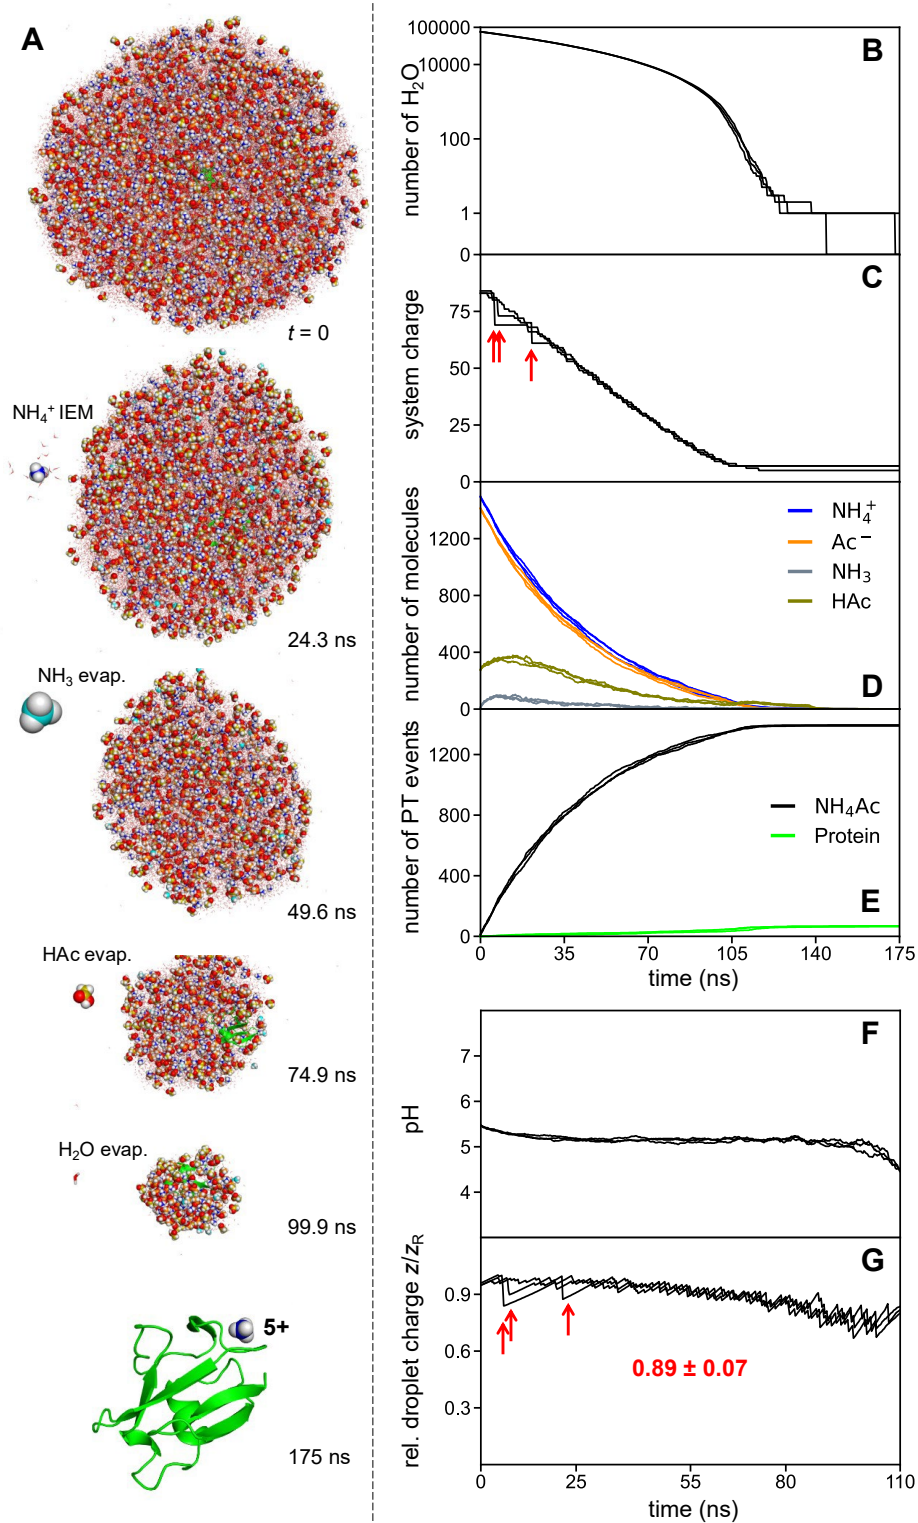 A
t = 0
NH₄⁺ IEM
24.3 ns
NH₃ evap.
49.6 ns
HAc evap.
74.9 ns
H₂O evap.
99.9 ns
5+
175 ns
B
number of H₂O
100000
10000
100
1
0
C
system charge
75
50
25
0
D
number of molecules
1200
800
400
0
NH₄⁺
Ac⁻
NH₃
HAc
E
number of PT events
1200
800
400
0
NH₄Ac
Protein
0 35 70 105 140 175
time (ns)
F
pH
7
6
5
4
G
rel. droplet charge z/z_R
0.9
0.6
0.3
0.89 ± 0.07
0 25 55 80 110
time (ns)